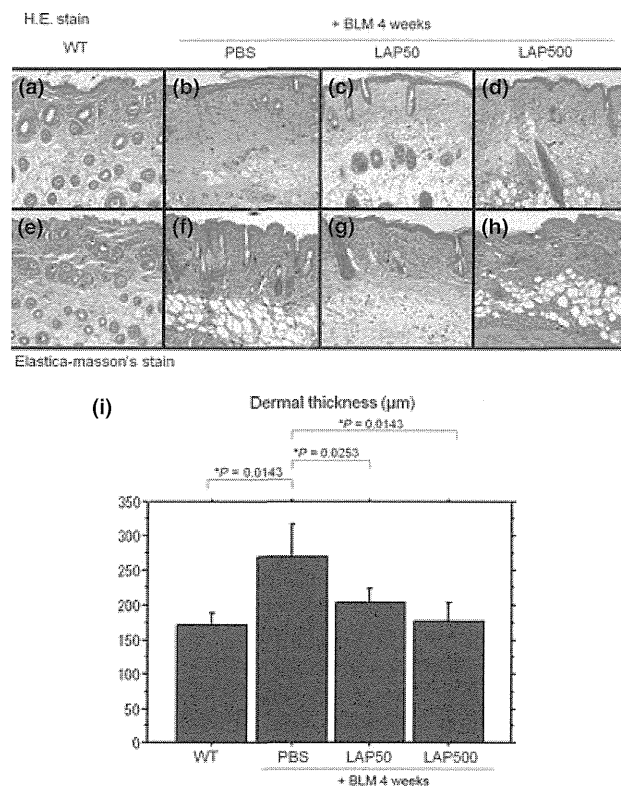 H.E. stain
+ BLM 4 weeks
WT PBS LAP50 LAP500
(a) (b) (c) (d)
(e) (f) (g) (h)
Elastica-masson's stain
(i)
Dermal thickness (μm)
*P = 0.0143
*P = 0.0253
*P = 0.0143
350
300
250
200
150
100
50
0
WT PBS LAP50 LAP500
+ BLM 4 weeks